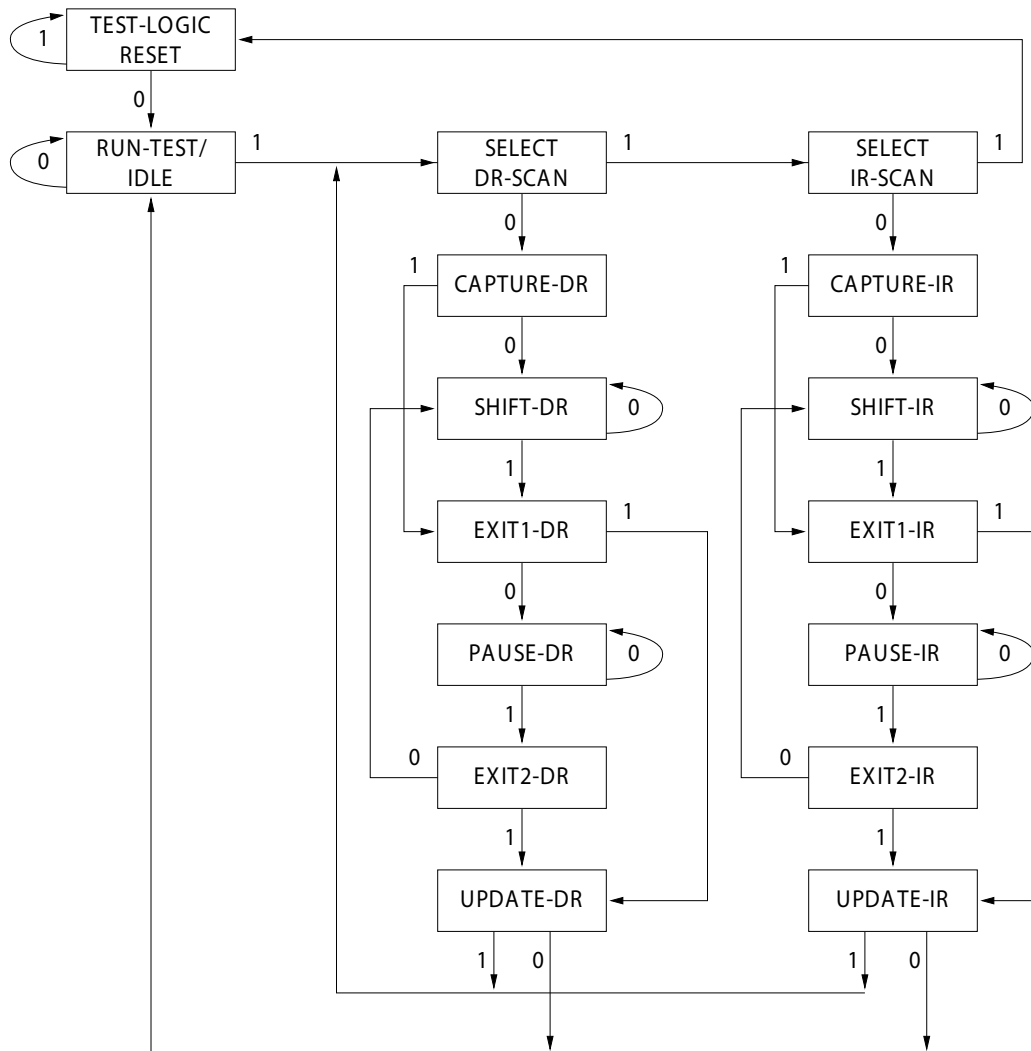 TEST-LOGIC
RESET
1
0
RUN-TEST/
IDLE
0
1
SELECT
DR-SCAN
1
SELECT
IR-SCAN
1
0
0
1
CAPTURE-DR
1
CAPTURE-IR
0
0
SHIFT-DR
0
SHIFT-IR
0
1
1
EXIT1-DR
1
EXIT1-IR
1
0
0
PAUSE-DR
0
PAUSE-IR
0
1
1
0
EXIT2-DR
0
EXIT2-IR
1
1
UPDATE-DR
UPDATE-IR
1
0
1
0